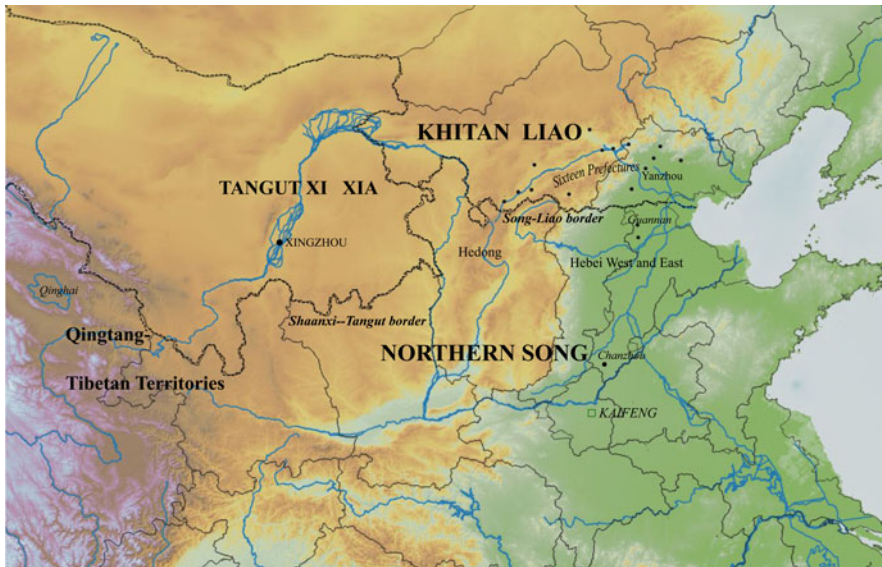 KHITAN LIAO
Sixteen Prefectures
Yanzhou
TANGUT XI XIA
Song-Liao border
Guannan
XINGZHOU
Hedong
Hebei West and East
Qinghai
Shaanxi--Tangut border
Qingtang-
NORTHERN SONG
Chanzhou
Tibetan Territories
KAIFENG